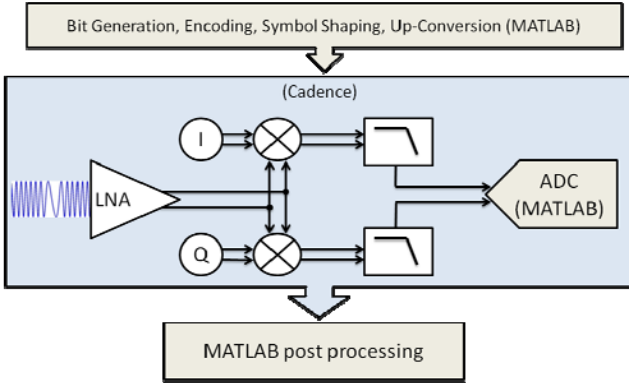 Bit Generation, Encoding, Symbol Shaping, Up-Conversion (MATLAB)
(Cadence)
I
LNA
ADC
(MATLAB)
Q
MATLAB post processing